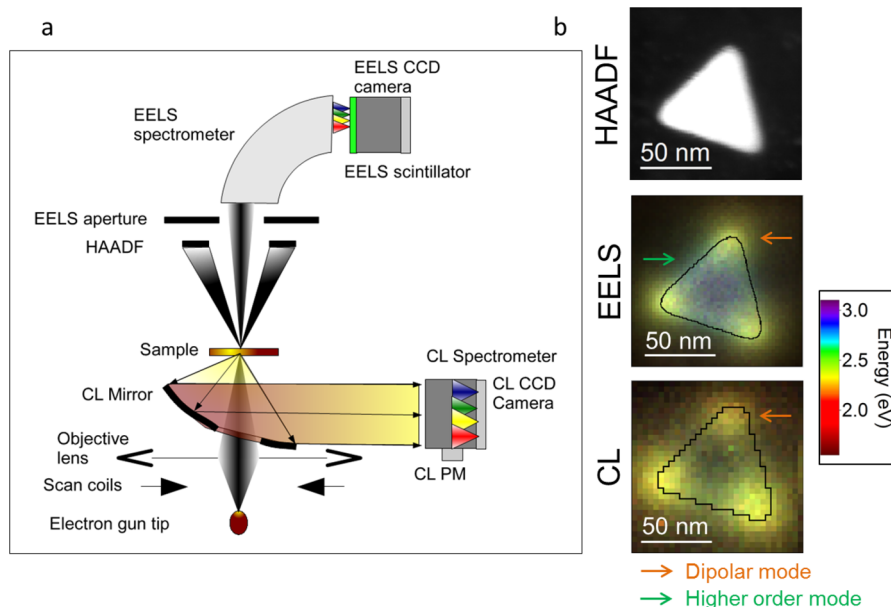 a
EELS CCD
camera
EELS
spectrometer
EELS scintillator
EELS aperture
HAADF
Sample
CL Spectrometer
CL Mirror
CL CCD
Camera
Objective
lens
CL PM
Scan coils
Electron gun tip
b
HAADF
50 nm
EELS
50 nm
CL
50 nm
3.0
2.5
2.0
Energy (eV)
Dipolar mode
Higher order mode